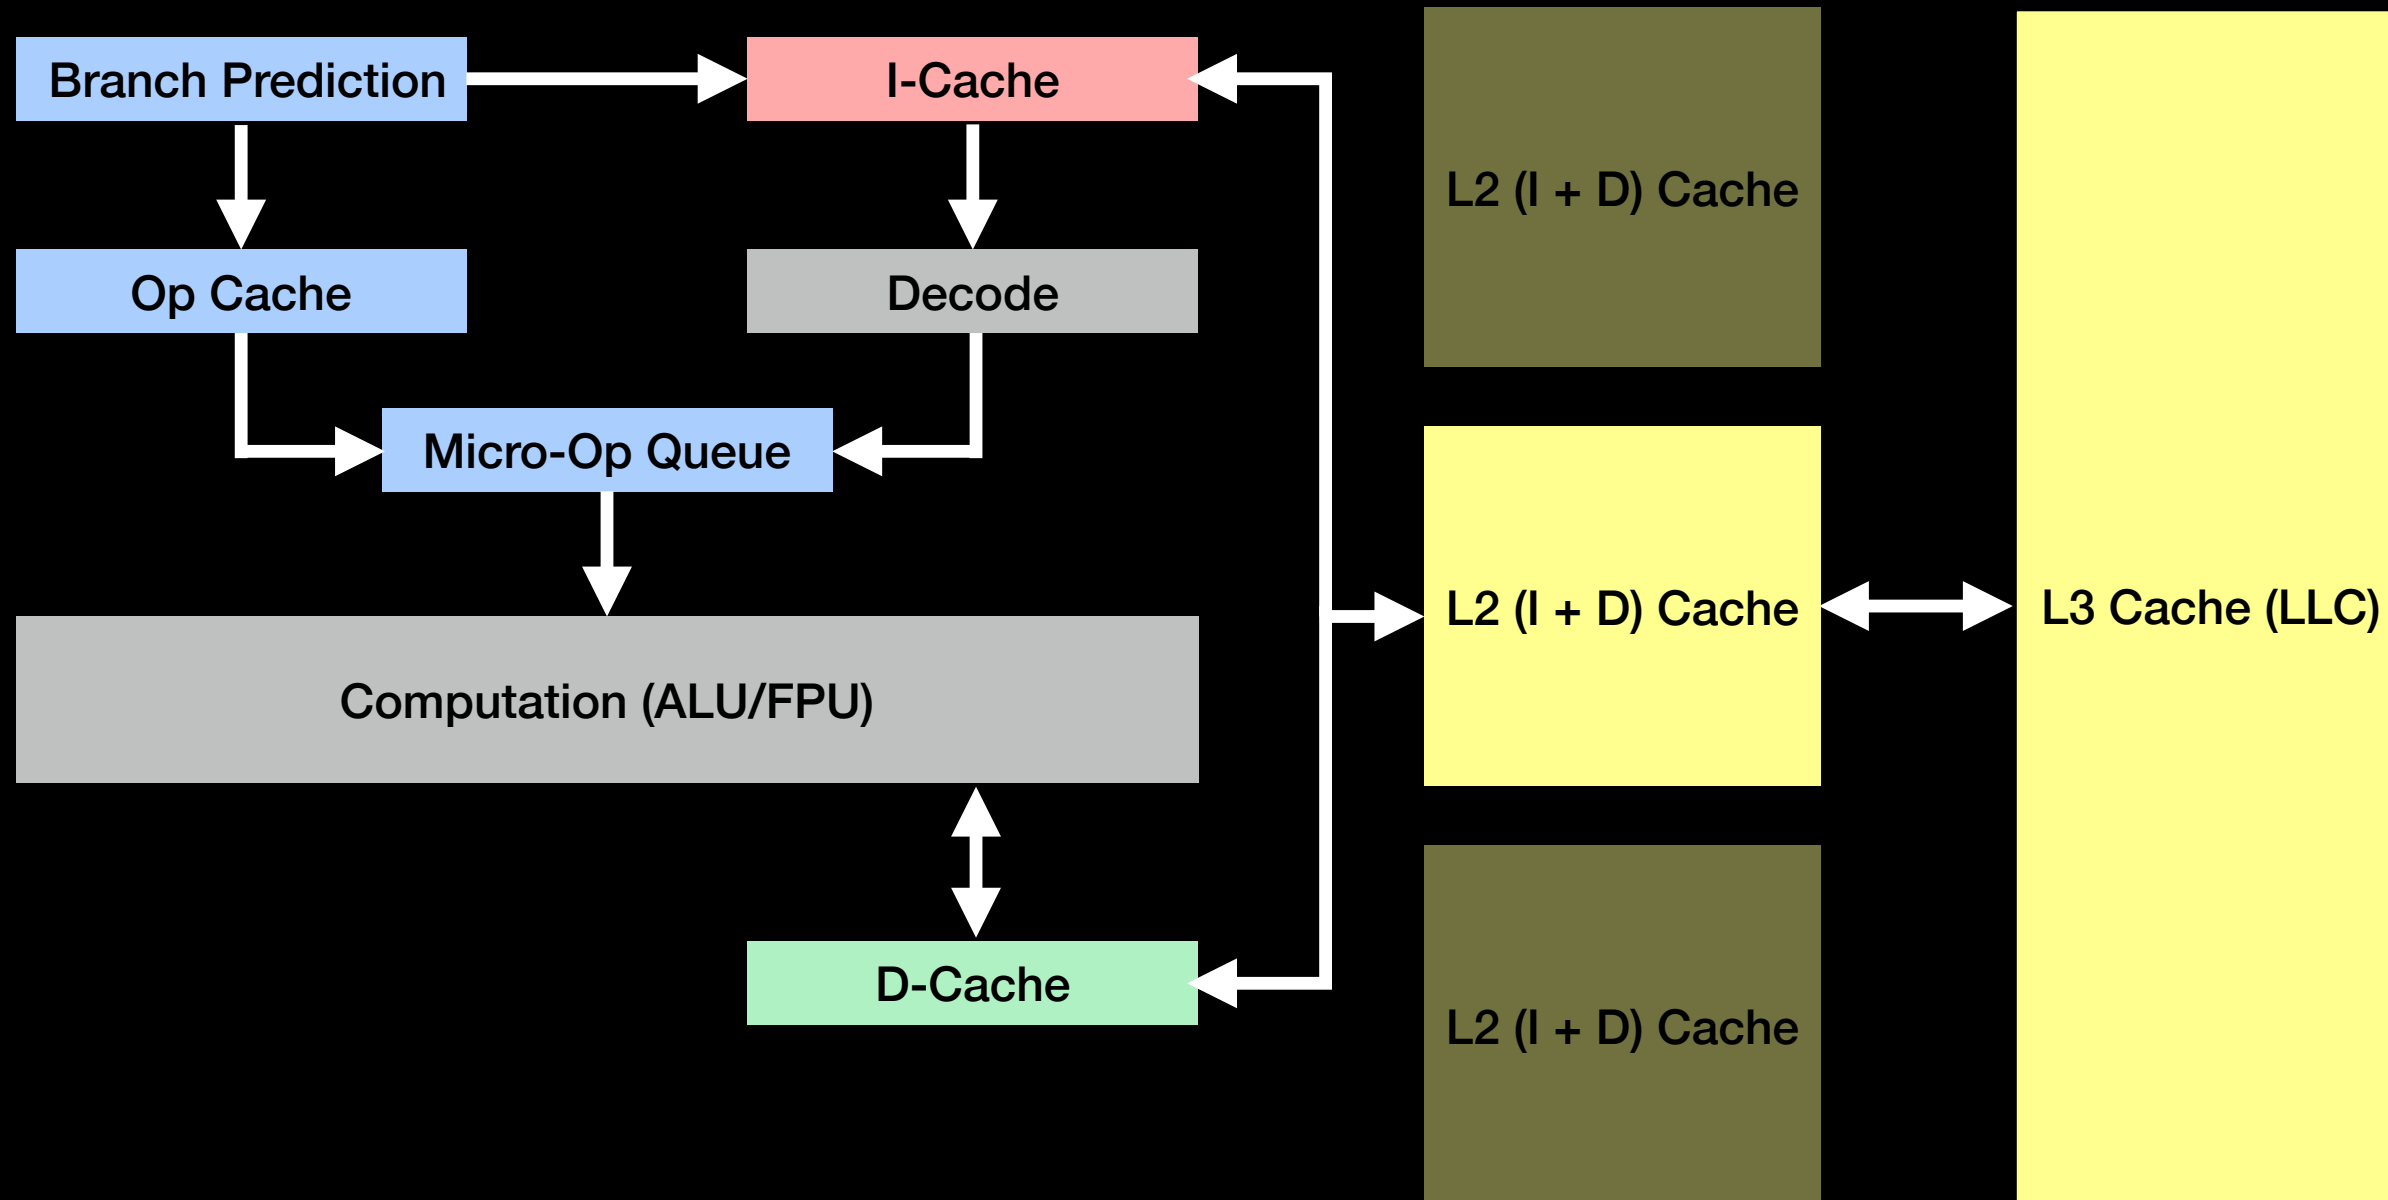 Branch Prediction
I-Cache
L2 (I + D) Cache
Op Cache
Decode
Micro-Op Queue
L2 (I + D) Cache
L3 Cache (LLC)
Computation (ALU/FPU)
D-Cache
L2 (I + D) Cache